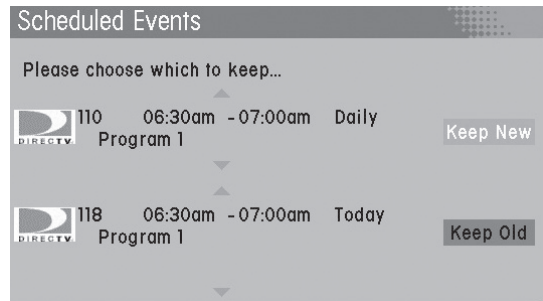 Scheduled Events
Please choose which to keep...
DIRECTV 110 06:30am - 07:00am Daily
Program 1
Keep New
DIRECTV 118 06:30am - 07:00am Today
Program 1
Keep Old